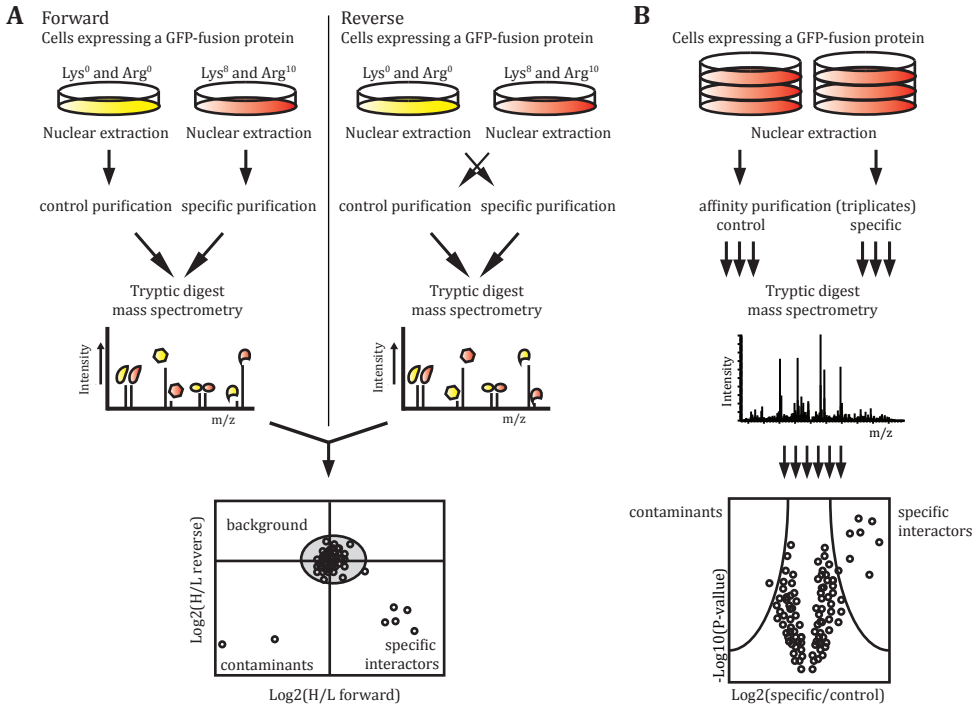 A
Forward
Cells expressing a GFP-fusion protein
Lys⁰ and Arg⁰
Lys⁸ and Arg¹⁰
Nuclear extraction
Nuclear extraction
control purification
specific purification
Tryptic digest
mass spectrometry
Intensity
m/z
Reverse
Cells expressing a GFP-fusion protein
Lys⁰ and Arg⁰
Lys⁸ and Arg¹⁰
Nuclear extraction
Nuclear extraction
control purification
specific purification
Tryptic digest
mass spectrometry
Intensity
m/z
background
Log2(H/L reverse)
contaminants
specific
interactors
Log2(H/L forward)
B
Cells expressing a GFP-fusion protein
Nuclear extraction
affinity purification (triplicates)
control
specific
Tryptic digest
mass spectrometry
Intensity
m/z
contaminants
specific
interactors
-Log10(P-vallue)
Log2(specific/control)